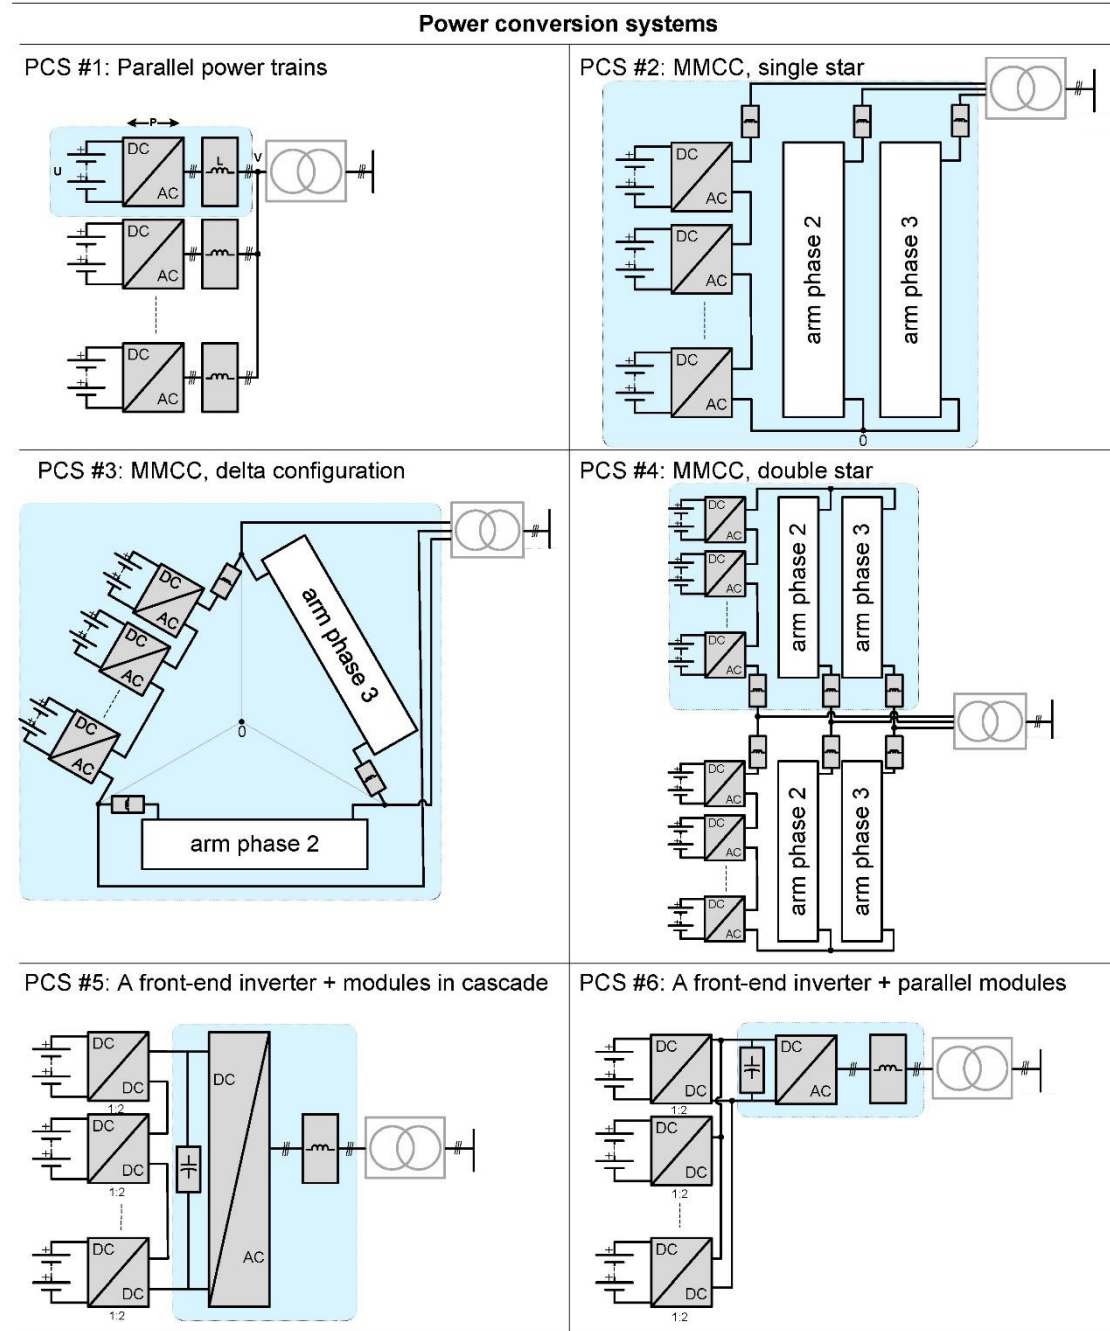 Power conversion systems
PCS #1: Parallel power trains
P
U
+
+
DC
AC
L
V
+
+
DC
AC
+
+
DC
AC
PCS #2: MMCC, single star
+
+
DC
AC
+
+
DC
AC
+
+
DC
AC
arm phase 2
arm phase 3
0
PCS #3: MMCC, delta configuration
+
+
DC
AC
+
+
DC
AC
+
+
DC
AC
arm phase 3
0
arm phase 2
PCS #4: MMCC, double star
+
+
DC
AC
+
+
DC
AC
+
+
DC
AC
arm phase 2
arm phase 3
+
+
DC
AC
+
+
DC
AC
+
+
DC
AC
arm phase 2
arm phase 3
PCS #5: A front-end inverter + modules in cascade
+
+
DC
DC
1:2
+
+
DC
DC
1:2
+
+
DC
DC
1:2
DC
AC
PCS #6: A front-end inverter + parallel modules
+
+
DC
DC
1:2
+
+
DC
DC
1:2
+
+
DC
DC
1:2
DC
AC